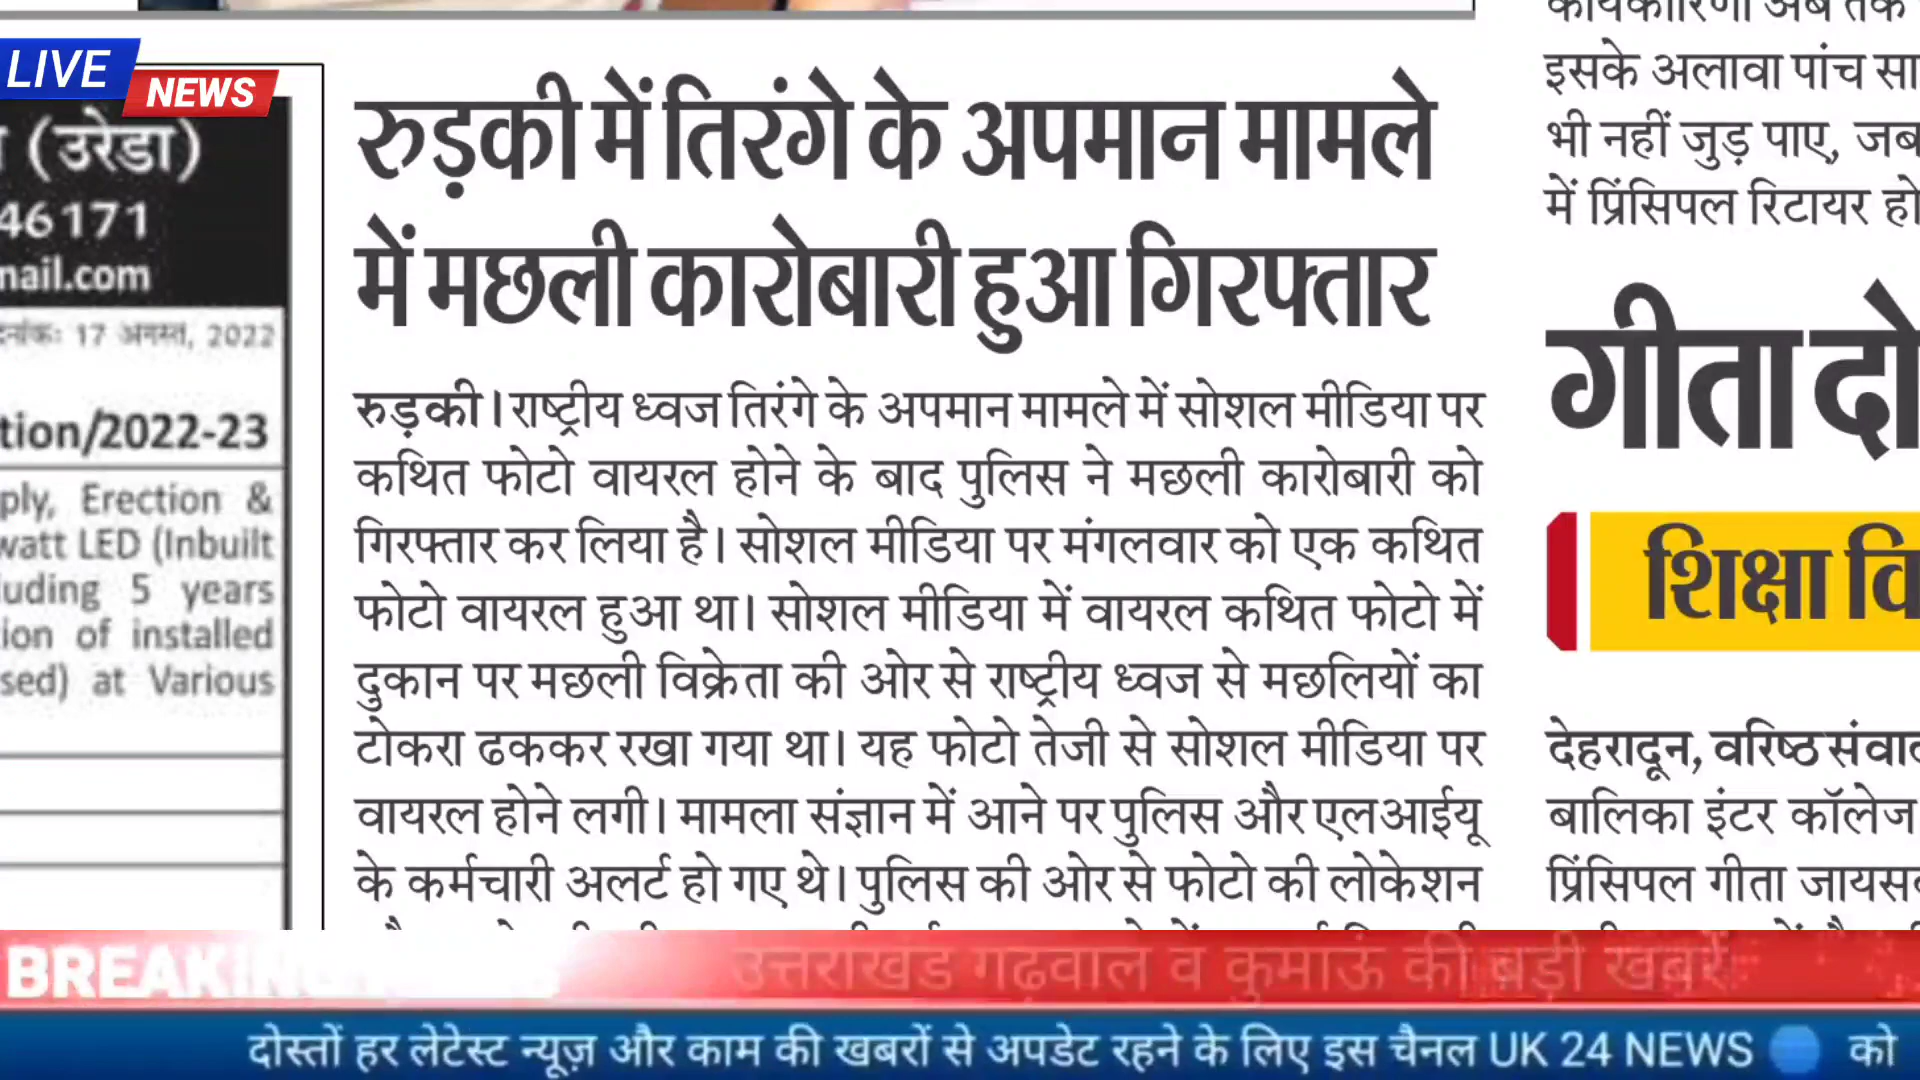 LIVE
NEWS
(उरेडा)
46171
mail.com
17 अगस्त, 2022
tion/2022-23
ply, Erection &
watt LED (Inbuilt
luding 5 years
ion of installed
sed) at Various
रुड़की में तिरंगे के अपमान मामले
में मछली कारोबारी हुआ गिरफ्तार
रुड़की। राष्ट्रीय ध्वज तिरंगे के अपमान मामले में सोशल मीडिया पर
कथित फोटो वायरल होने के बाद पुलिस ने मछली कारोबारी को
गिरफ्तार कर लिया है। सोशल मीडिया पर मंगलवार को एक कथित
फोटो वायरल हुआ था। सोशल मीडिया में वायरल कथित फोटो में
दुकान पर मछली विक्रेता की ओर से राष्ट्रीय ध्वज से मछलियों का
टोकरा ढककर रखा गया था। यह फोटो तेजी से सोशल मीडिया पर
वायरल होने लगी। मामला संज्ञान में आने पर पुलिस और एलआईयू
के कर्मचारी अलर्ट हो गए थे। पुलिस की ओर से फोटो की लोकेशन
इसके अलावा पांच सा
भी नहीं जुड़ पाए, जब
में प्रिंसिपल रिटायर हो
गीता दो
शिक्षा वि
देहरादून, वरिष्ठ संवाद
बालिका इंटर कॉलेज
प्रिंसिपल गीता जायस
BREAKING
उत्तराखंड गढ़वाल व कुमाऊं की बड़ी खबरें
दोस्तों हर लेटेस्ट न्यूज़ और काम की खबरों से अपडेट रहने के लिए इस चैनल UK 24 NEWS 🔵 को